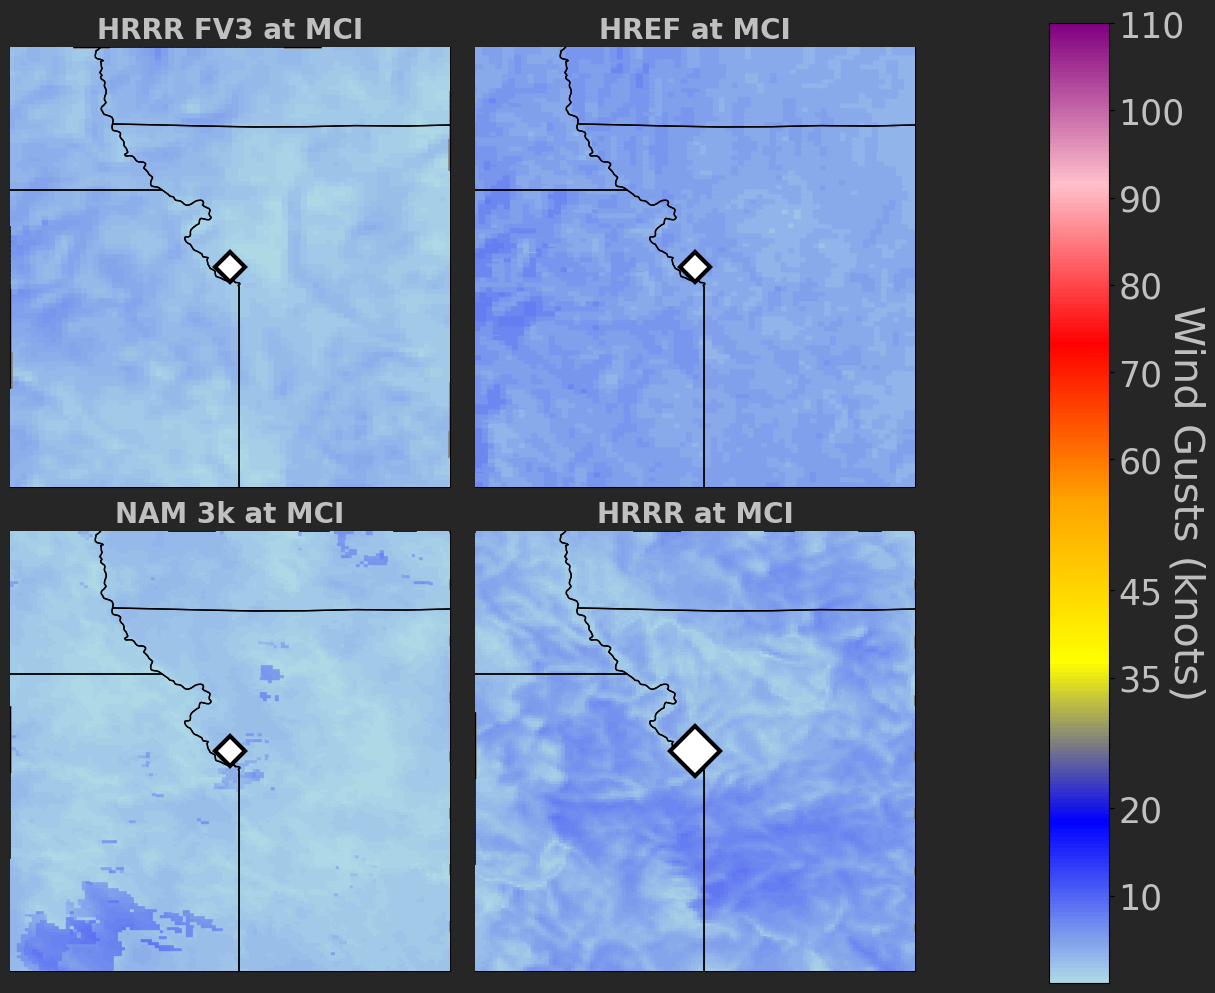 HRRR FV3 at MCI
HREF at MCI
NAM 3k at MCI
HRRR at MCI
110
100
90
80
70
60
45
35
20
10
Wind Gusts (knots)